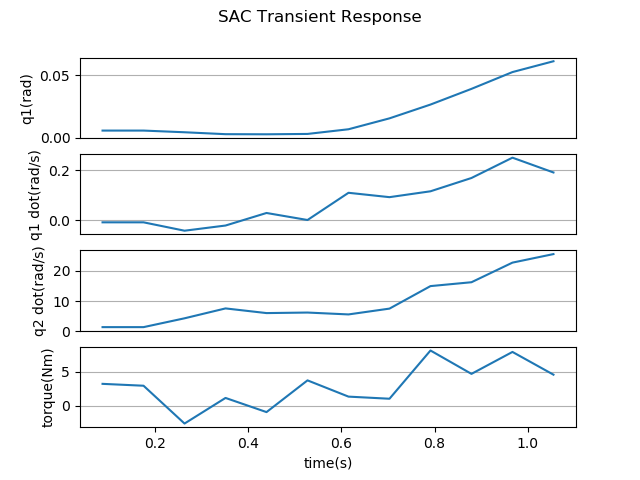 SAC Transient Response
q1(rad)
0.05
0.00
q1 dot(rad/s)
0.2
0.0
q2 dot(rad/s)
20
10
0
torque(Nm)
5
0
0.2 0.4 0.6 0.8 1.0
time(s)